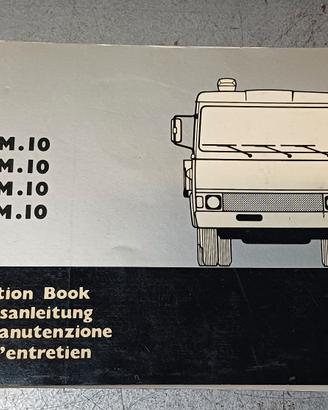 M.10
M.10
M.10
M.10
tion Book
sanleitung
anutenzione
'entretien